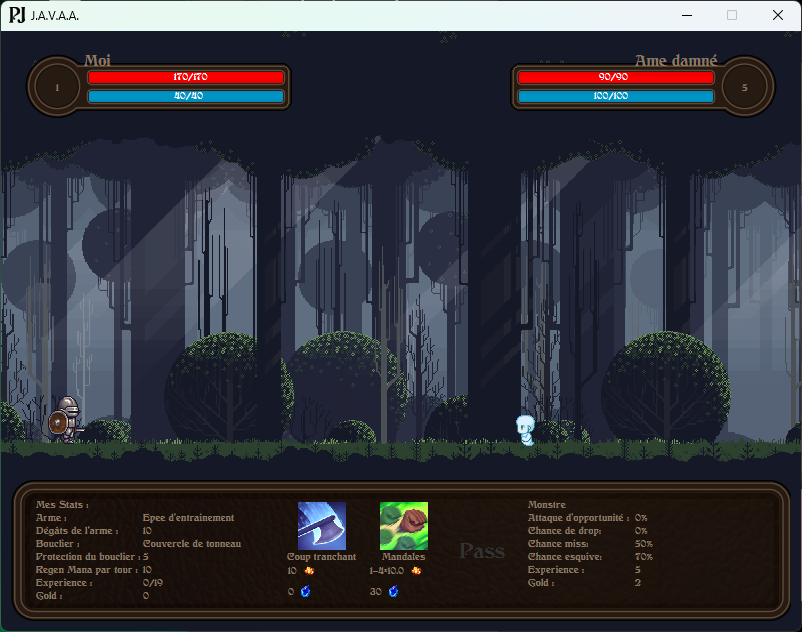 J.A.V.A.A.
Moi
170/170
40/40
1
Ame damné
90/90
100/100
5
Mes Stats :
Arme : Epee d'entrainement
Dégâts de l'arme : 10
Bouclier : Couvercle de tonneau
Protection du bouclier : 5
Regen Mana par tour : 10
Experience : 0/19
Gold : 0
Coup tranchant
10
0
Mandales
1-4*10.0
30
Pass
Monstre
Attaque d'opportunité : 0%
Chance de drop: 0%
Chance miss: 50%
Chance esquive: 70%
Experience : 5
Gold : 2